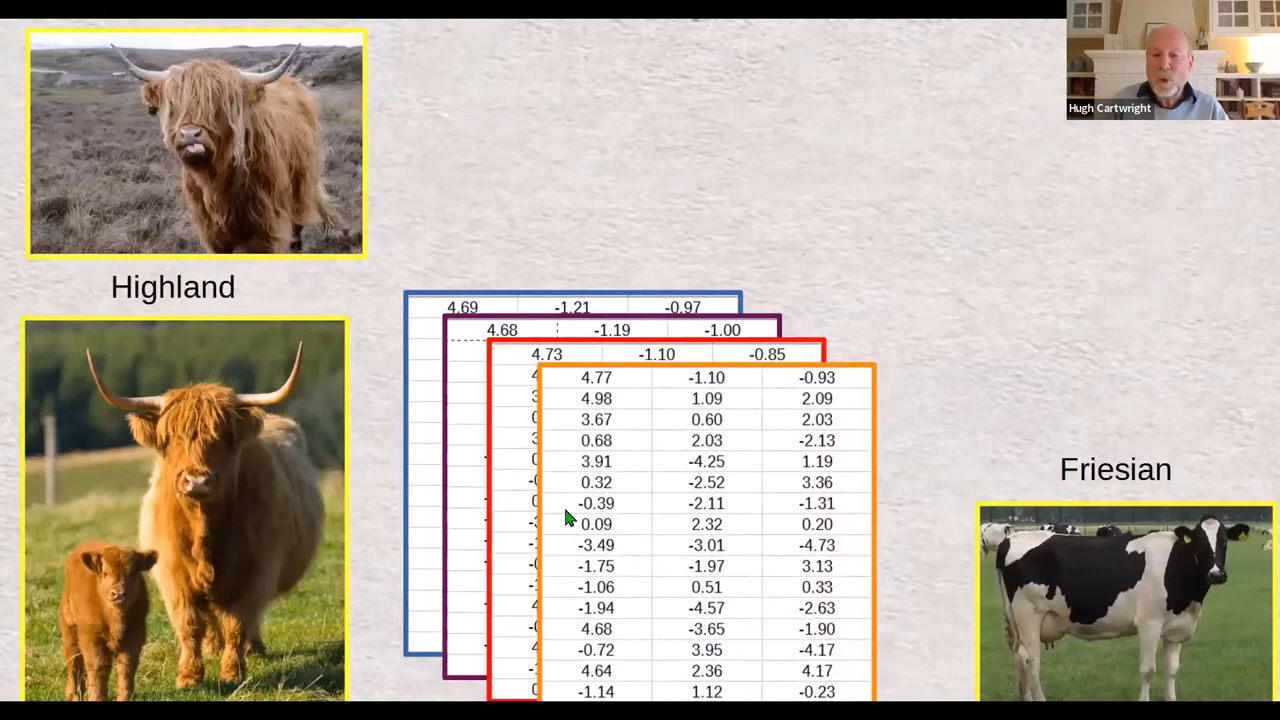 Hugh Cartwright
Highland
4.69 -1.21 -0.97
4.68 -1.19 -1.00
4.73 -1.10 -0.85
4.77 -1.10 -0.93
4.98 1.09 2.09
3.67 0.60 2.03
0.68 2.03 -2.13
3.91 -4.25 1.19
0.32 -2.52 3.36
-0.39 -2.11 -1.31
0.09 2.32 0.20
-3.49 -3.01 -4.73
-1.75 -1.97 3.13
-1.06 0.51 0.33
-1.94 -4.57 -2.63
4.68 -3.65 -1.90
-0.72 3.95 -4.17
4.64 2.36 4.17
-1.14 1.12 -0.23
Friesian